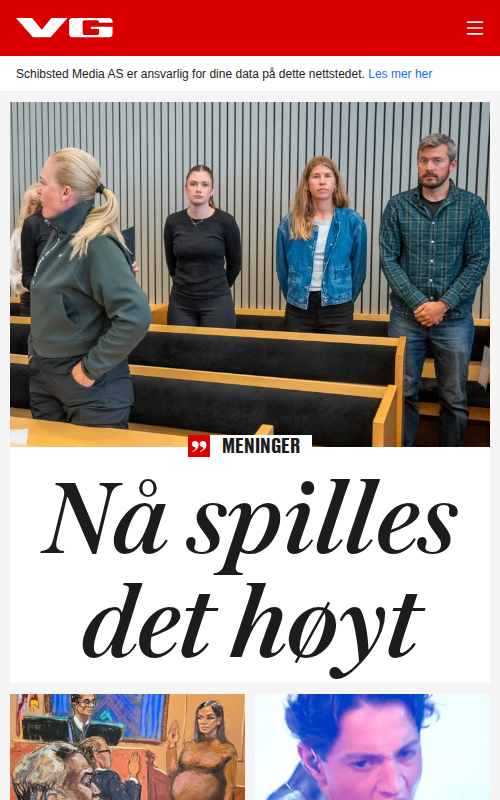 VG
Schibsted Media AS er ansvarlig for dine data på dette nettstedet. Les mer her
MENINGER
Nå spilles
det høyt